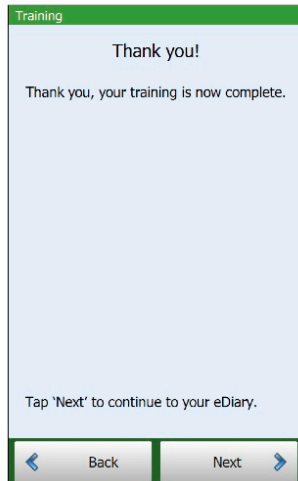 Training
Thank you!
Thank you, your training is now complete.
Tap ‘Next’ to continue to your eDiary.
Back
Next